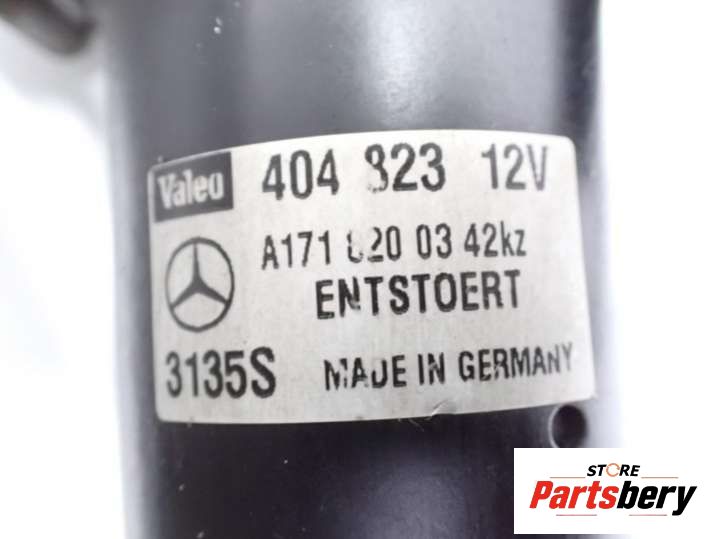 Valeo 404 823 12V
A171 820 03 42kz
ENTSTOERT
3135S MADE IN GERMANY
STORE
Partsbery